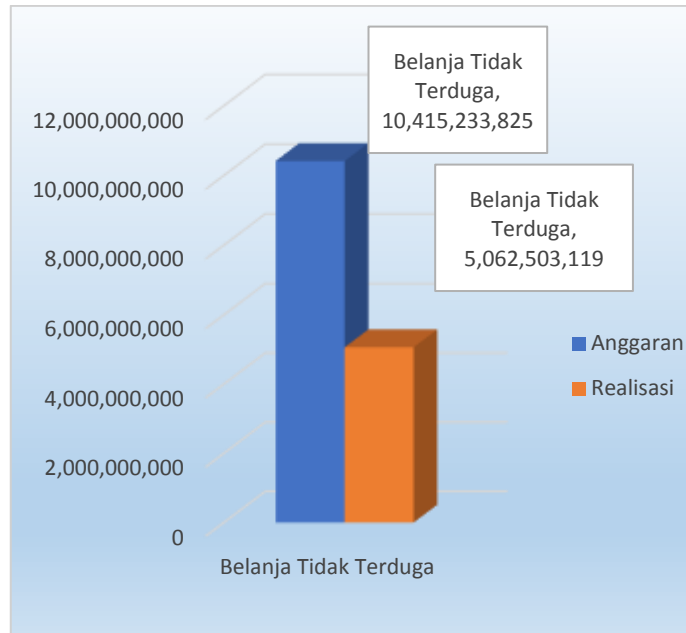 Belanja Tidak
Terduga,
10,415,233,825
Belanja Tidak
Terduga,
5,062,503,119
12,000,000,000
10,000,000,000
8,000,000,000
6,000,000,000
4,000,000,000
2,000,000,000
0
Belanja Tidak Terduga
Anggaran
Realisasi